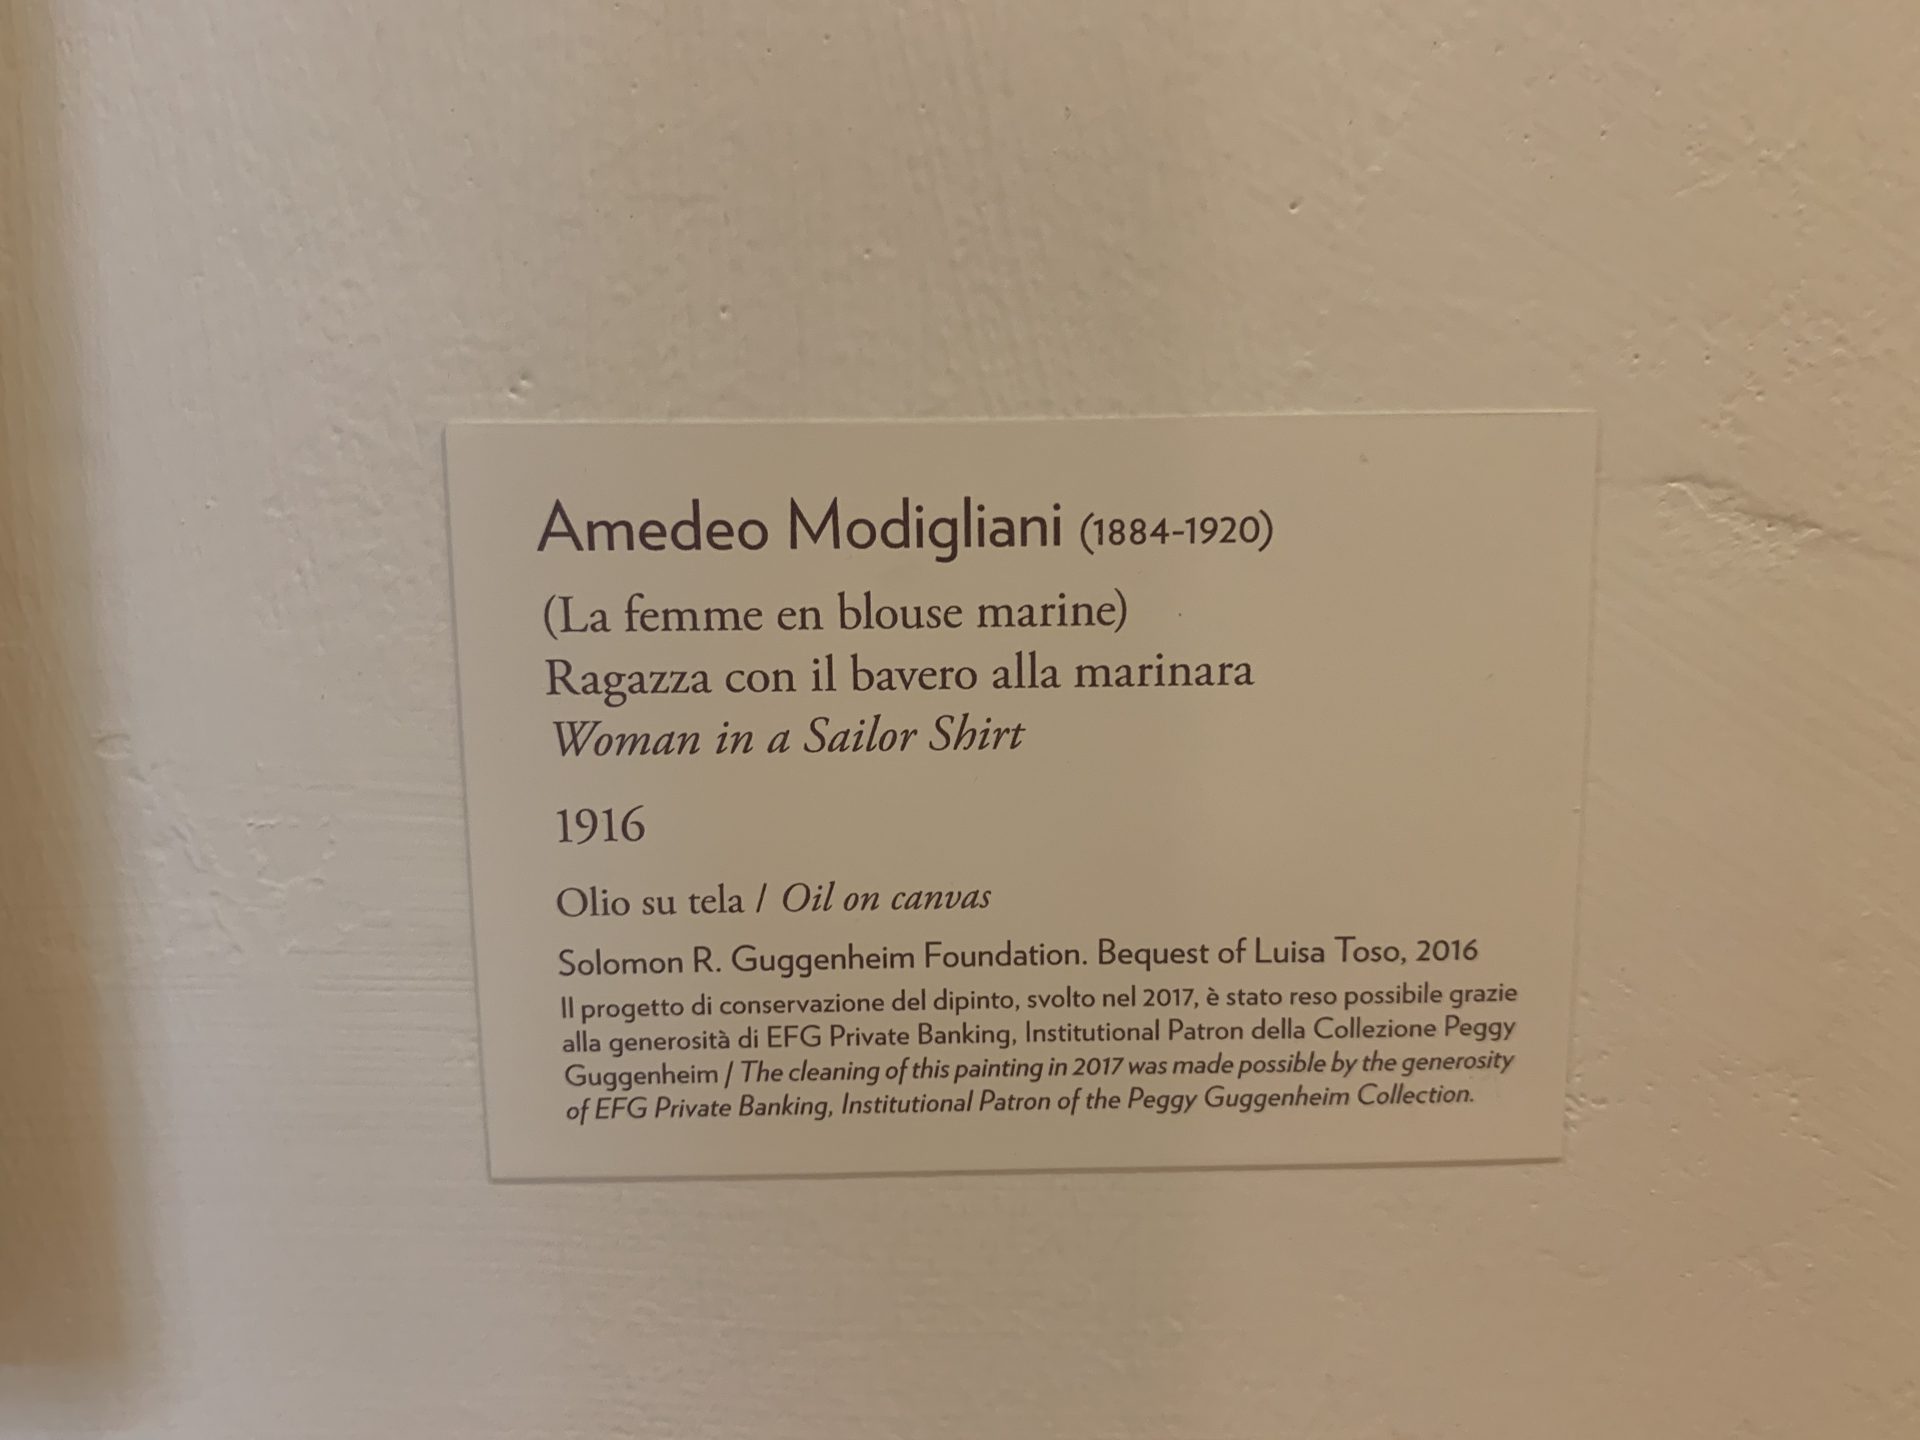 Amedeo Modigliani (1884-1920)
(La femme en blouse marine)
Ragazza con il bavero alla marinara
Woman in a Sailor Shirt
1916
Olio su tela / Oil on canvas
Solomon R. Guggenheim Foundation. Bequest of Luisa Toso, 2016
Il progetto di conservazione del dipinto, svolto nel 2017, è stato reso possibile grazie
alla generosità di EFG Private Banking, Institutional Patron della Collezione Peggy
Guggenheim / The cleaning of this painting in 2017 was made possible by the generosity
of EFG Private Banking, Institutional Patron of the Peggy Guggenheim Collection.